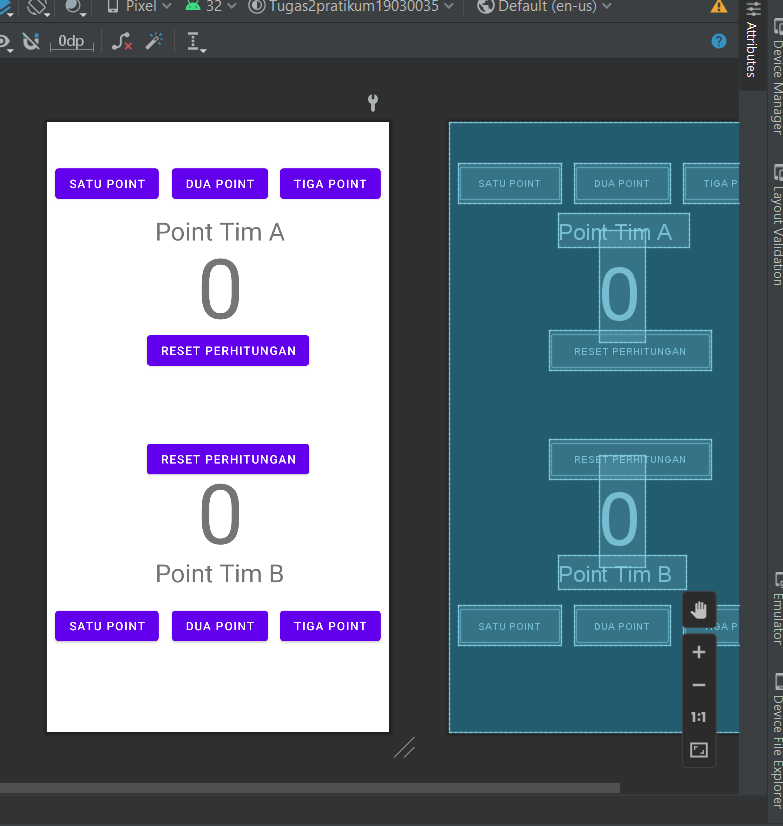 Pixel 32 Tugas2pratikum19030035 Default (en-us)
0dp
Attributes
Device Manager
Layout Validation
Emulator
Device File Explorer
SATU POINT DUA POINT TIGA POINT
Point Tim A
0
RESET PERHITUNGAN
RESET PERHITUNGAN
0
Point Tim B
SATU POINT DUA POINT TIGA POINT
SATU POINT DUA POINT TIGA P
Point Tim A
0
RESET PERHITUNGAN
RESET PERHITUNGAN
0
Point Tim B
SATU POINT DUA POINT GA P
1:1